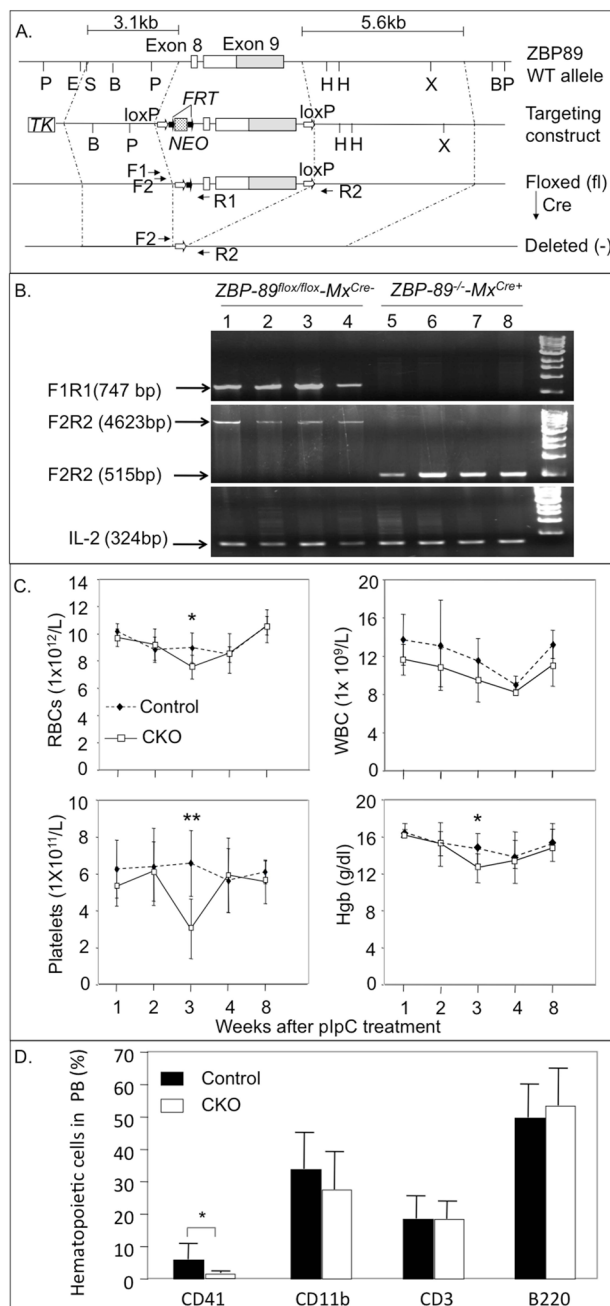 A.
3.1kb
5.6kb
Exon 8
Exon 9
ZBP89
WT allele
P E S B P H H X B P
loxP FRT loxP
TK
Targeting
construct
B P NEO H H X
F1
F2
loxP
Floxed (fl)
R1 R2
Cre
F2
R2
Deleted (-)
B.
ZBP-89flox/flox-MxCre-
ZBP-89-/--MxCre+
1 2 3 4 5 6 7 8
F1R1(747 bp)
F2R2 (4623bp)
F2R2 (515bp)
IL-2 (324bp)
C.
RBCs (1x10¹²/L)
14
12
10
8
6
4
2
0
*
Control
CKO
WBC (1x 10⁹/L)
20
16
12
8
4
0
Platelets (1X10¹¹/L)
10
8
6
4
2
0
**
1 2 3 4 8
Hgb (g/dl)
20
16
12
8
4
0
*
1 2 3 4 8
Weeks after pIpC treatment
D.
Hematopoietic cells in PB (%)
70
60
50
40
30
20
10
0
Control
CKO
*
CD41 CD11b CD3 B220